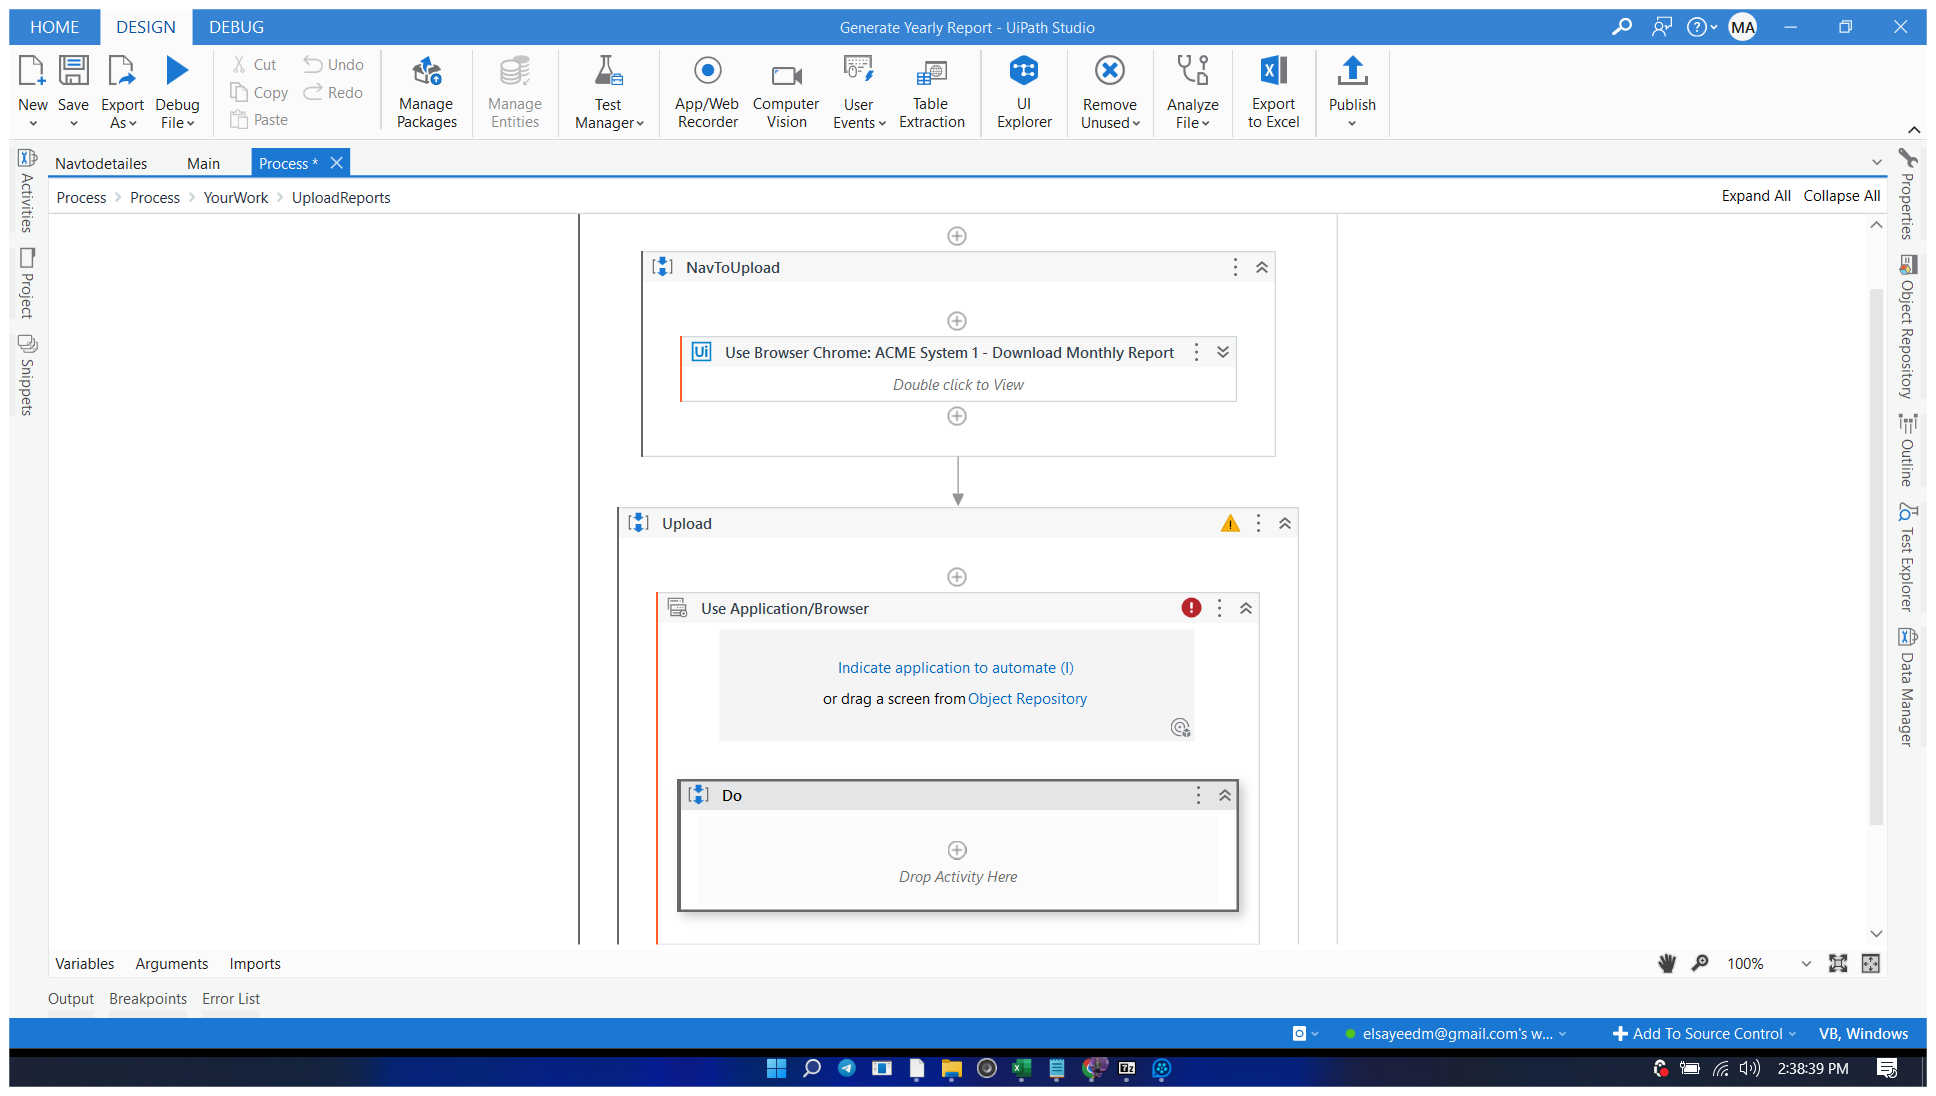 HOME DESIGN DEBUG Generate Yearly Report - UiPath Studio MA
New Save Export As Debug File
Cut Copy Paste Undo Redo
Manage Packages
Manage Entities
Test Manager
App/Web Recorder
Computer Vision
User Events
Table Extraction
UI Explorer
Remove Unused
Analyze File
Export to Excel
Publish
Navtodetailes Main Process *
Process Process YourWork UploadReports Expand All Collapse All
Activities
Project
Snippets
NavToUpload
Ui Use Browser Chrome: ACME System 1 - Download Monthly Report
Double click to View
Upload
Use Application/Browser
Indicate application to automate (I)
or drag a screen from Object Repository
Do
Drop Activity Here
Properties
Object Repository
Outline
Test Explorer
Data Manager
Variables Arguments Imports 100%
Output Breakpoints Error List
elsayeedm@gmail.com's w... Add To Source Control VB, Windows
7z 2:38:39 PM